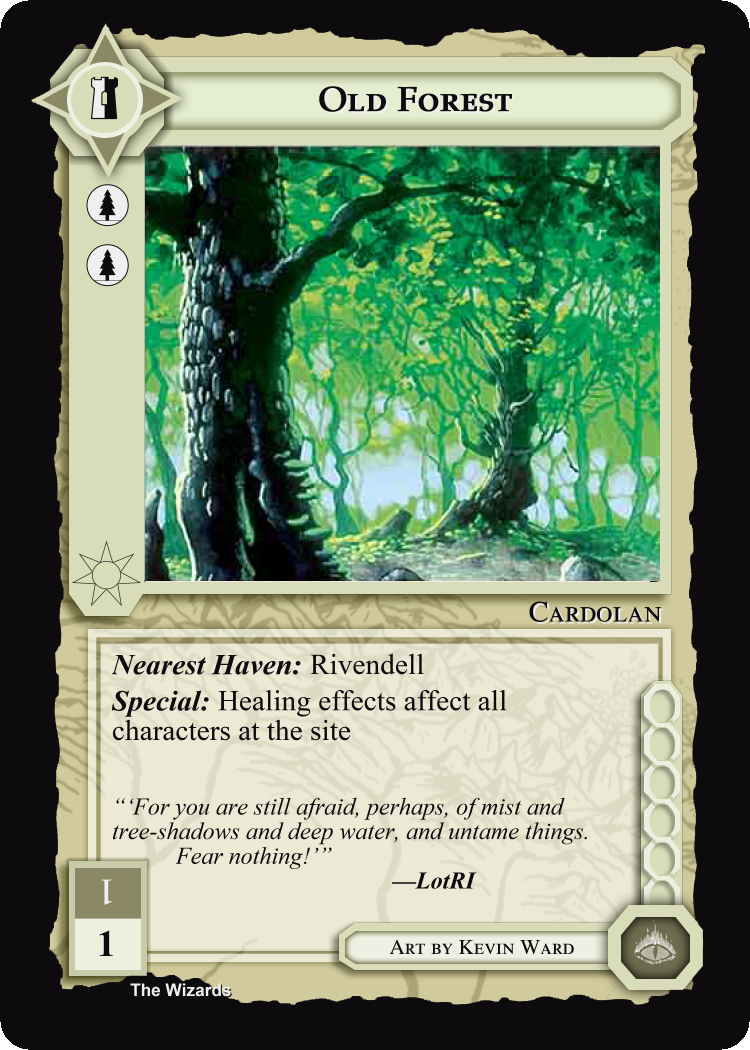 Old Forest
Cardolan
Nearest Haven: Rivendell
Special: Healing effects affect all
characters at the site
“‘For you are still afraid, perhaps, of mist and
tree-shadows and deep water, and untame things.
Fear nothing!’”
—LotRI
1
1
Art by Kevin Ward
The Wizards